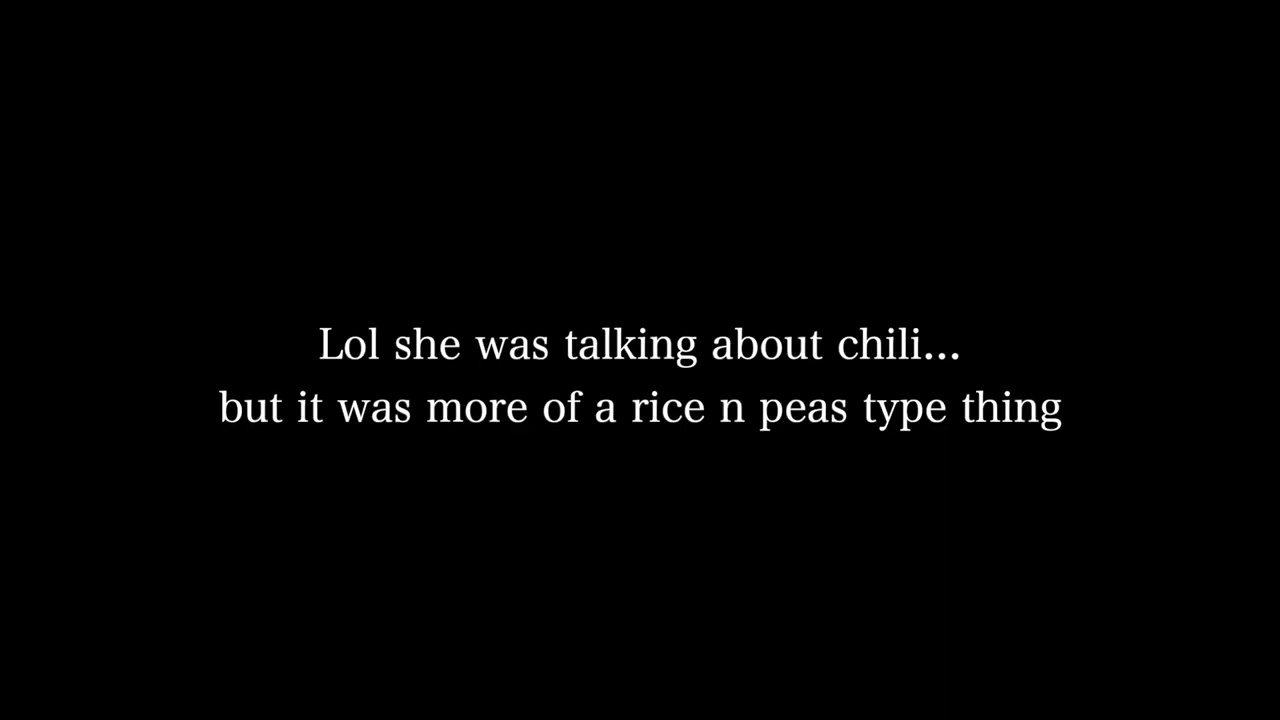 Lol she was talking about chili...
but it was more of a rice n peas type thing